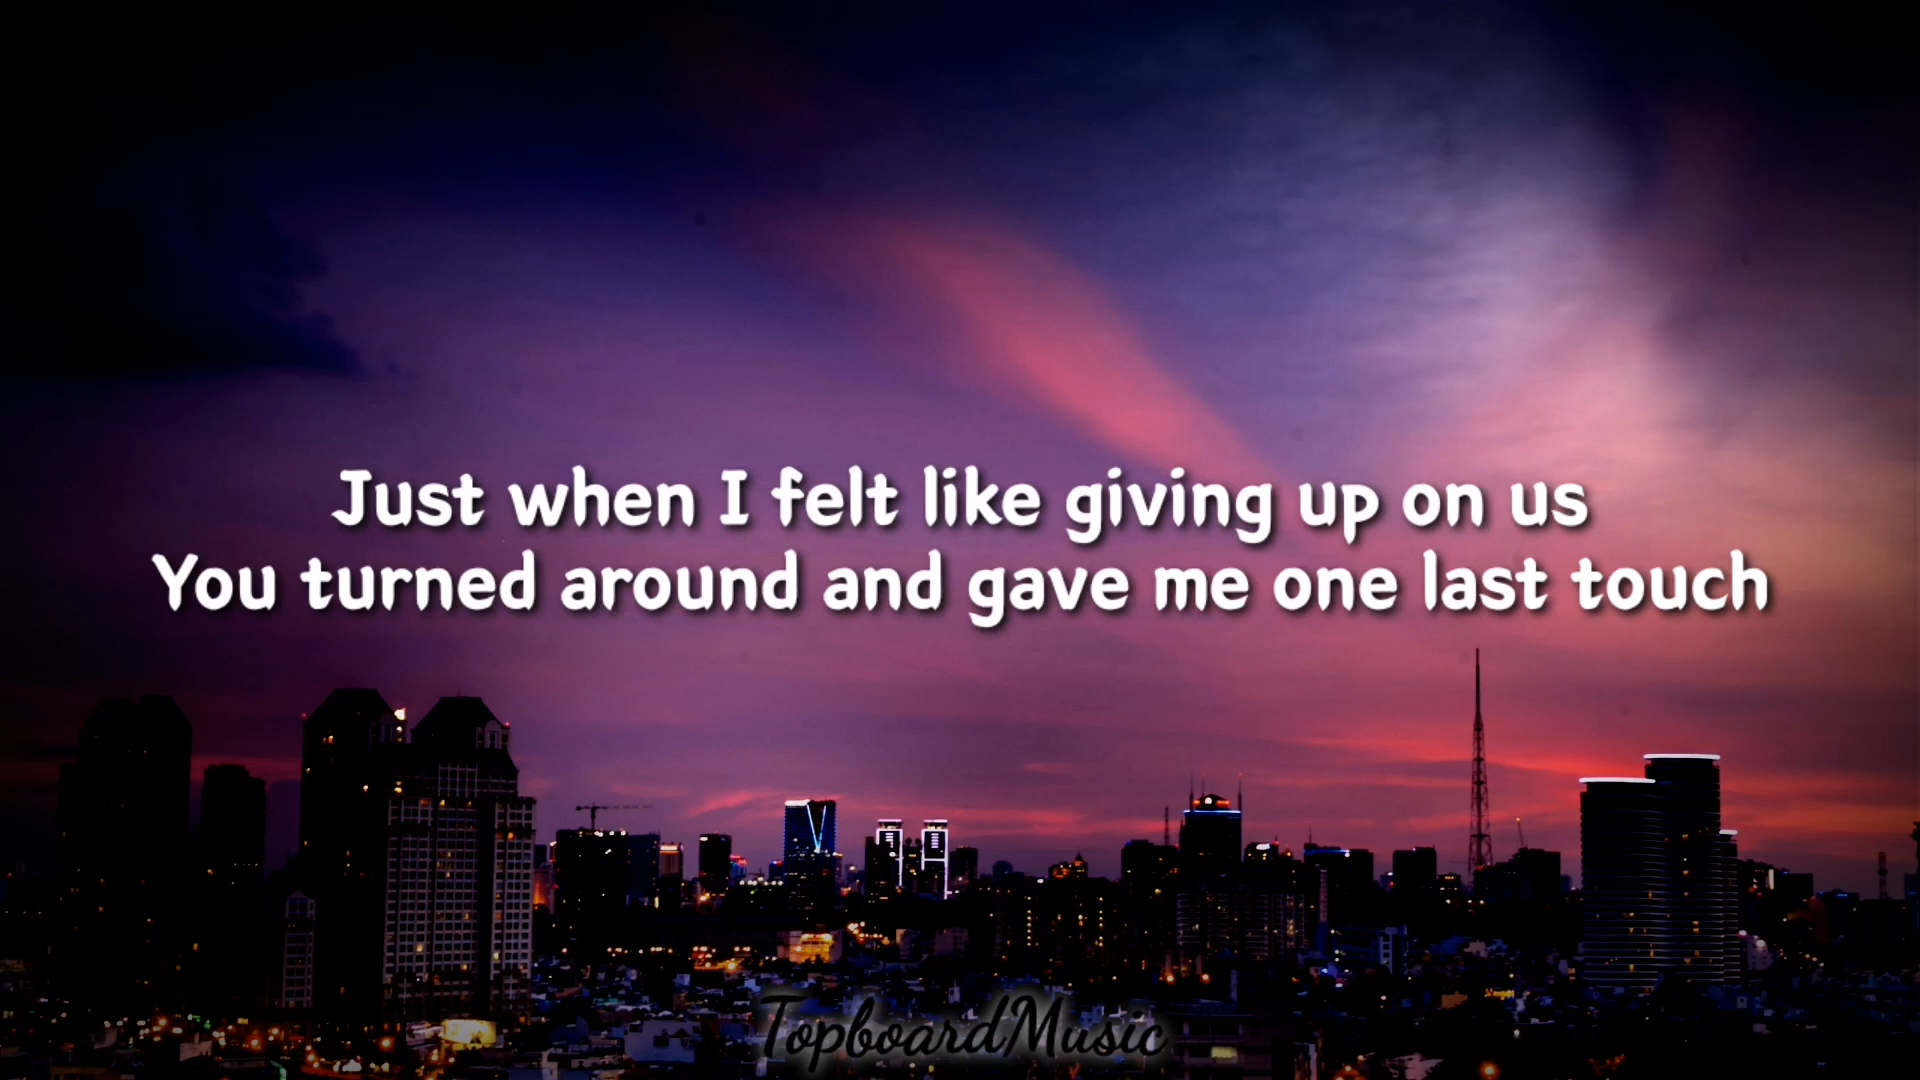 Just when I felt like giving up on us
You turned around and gave me one last touch
TopboardMusic